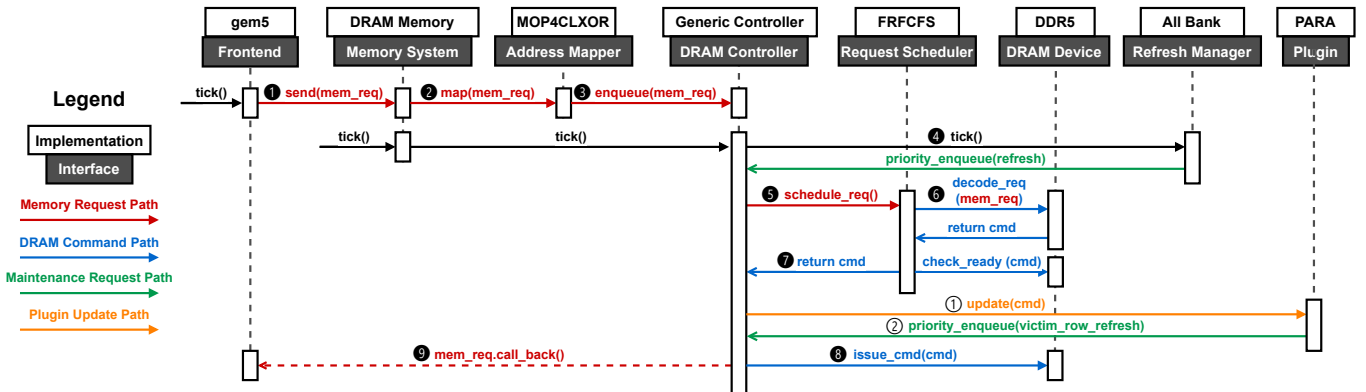 gem5
DRAM Memory
MOP4CLXOR
Generic Controller
FRFCFS
DDR5
All Bank
PARA
Frontend
Memory System
Address Mapper
DRAM Controller
Request Scheduler
DRAM Device
Refresh Manager
Plugin
Legend
Implementation
Interface
Memory Request Path
DRAM Command Path
Maintenance Request Path
Plugin Update Path
tick()
❶ send(mem_req)
❷ map(mem_req)
❸ enqueue(mem_req)
tick()
tick()
❹ tick()
priority_enqueue(refresh)
❺ schedule_req()
❻ decode_req
(mem_req)
return cmd
❼ return cmd
check_ready (cmd)
① update(cmd)
② priority_enqueue(victim_row_refresh)
❾ mem_req.call_back()
❽ issue_cmd(cmd)